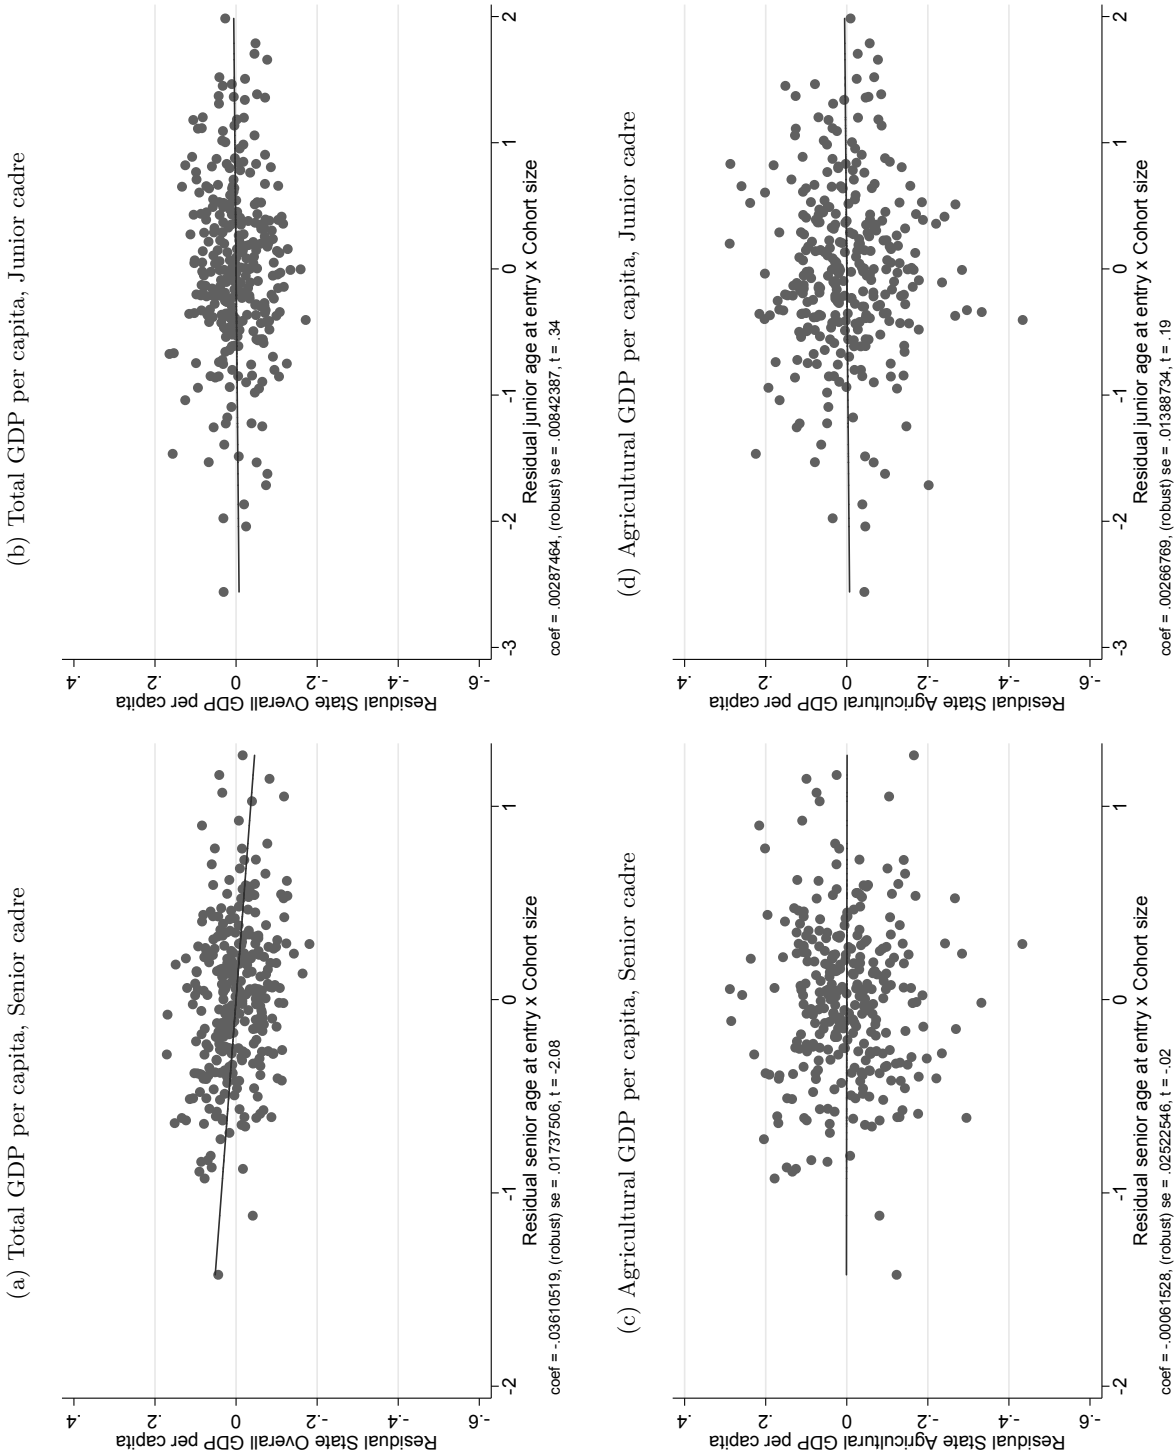 (a) Total GDP per capita, Senior cadre
Residual State Overall GDP per capita
.4
.2
0
-.2
-.4
-.6
-2
-1
0
1
Residual senior age at entry x Cohort size
coef = -.03610519, (robust) se = .01737506, t = -2.08
(b) Total GDP per capita, Junior cadre
Residual State Overall GDP per capita
.4
.2
0
-.2
-.4
-.6
-3
-2
-1
0
1
2
Residual junior age at entry x Cohort size
coef = .00287464, (robust) se = .00842387, t = .34
(c) Agricultural GDP per capita, Senior cadre
Residual State Agricultural GDP per capita
.4
.2
0
-.2
-.4
-.6
-2
-1
0
1
Residual senior age at entry x Cohort size
coef = -.00061528, (robust) se = .02522546, t = -.02
(d) Agricultural GDP per capita, Junior cadre
Residual State Agricultural GDP per capita
.4
.2
0
-.2
-.4
-.6
-3
-2
-1
0
1
2
Residual junior age at entry x Cohort size
coef = .00266769, (robust) se = .01388734, t = .19